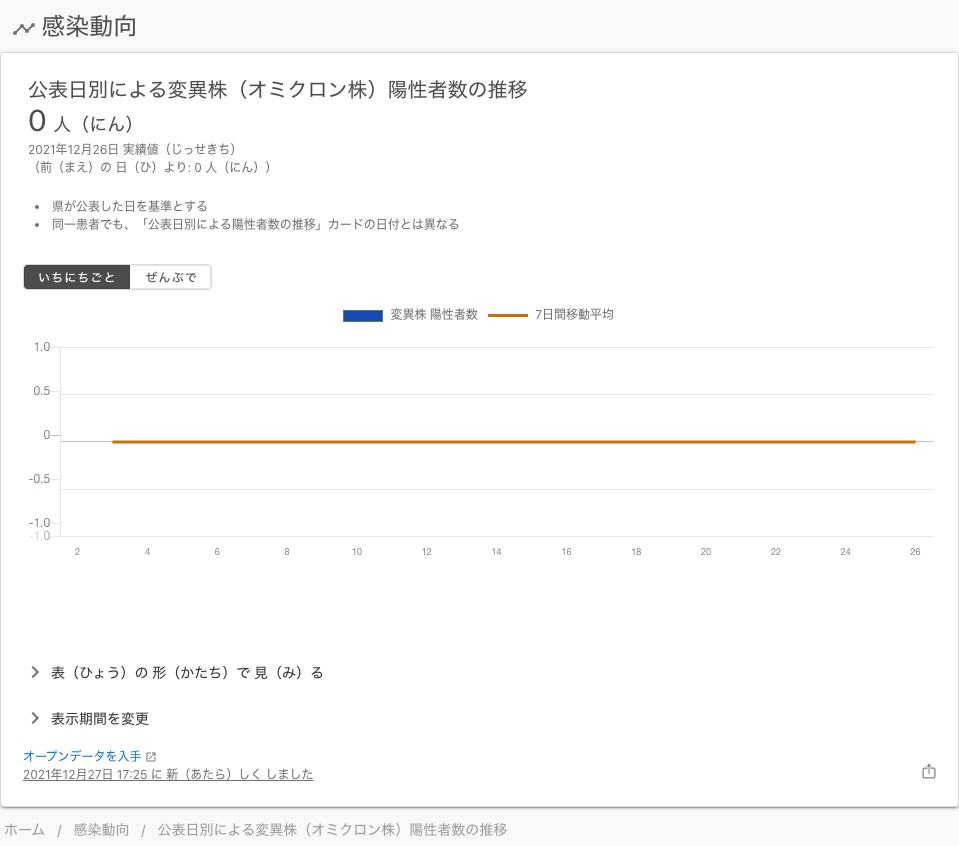 感染動向
公表日別による変異株（オミクロン株）陽性者数の推移
0 人（にん）
2021年12月26日 実績値（じっせきち）
（前（まえ）の 日（ひ）より: 0 人（にん））
• 県が公表した日を基準とする
• 同一患者でも、「公表日別による陽性者数の推移」カードの日付とは異なる
いちにちごと ぜんぶで
変異株 陽性者数 7日間移動平均
1.0
0.5
0
-0.5
-1.0
-1.0
2 4 6 8 10 12 14 16 18 20 22 24 26
表（ひょう）の 形（かたち）で 見（み）る
表示期間を変更
オープンデータを入手
2021年12月27日 17:25 に 新（あたら）しく しました
ホーム / 感染動向 / 公表日別による変異株（オミクロン株）陽性者数の推移